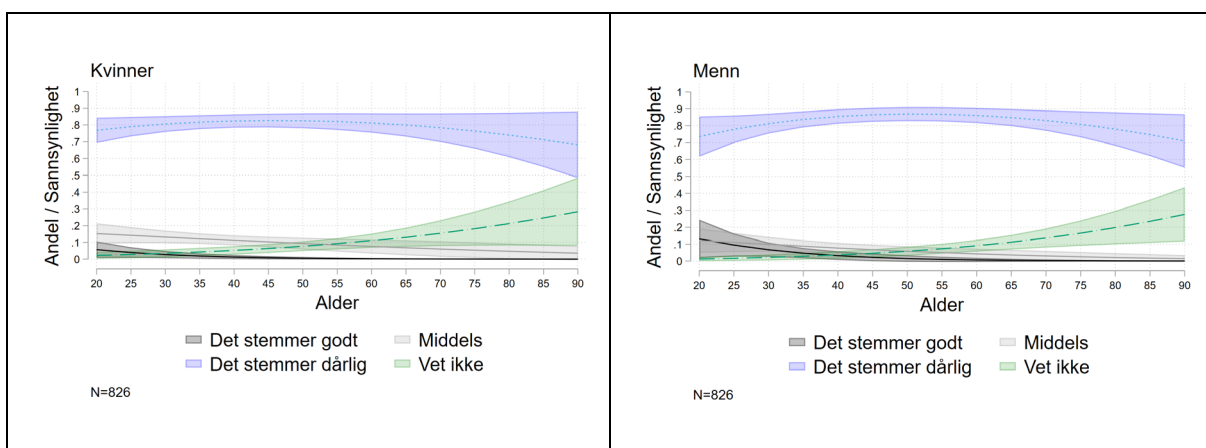 Kvinner
Andel / Sannsynlighet
1
.9
.8
.7
.6
.5
.4
.3
.2
.1
0
20 25 30 35 40 45 50 55 60 65 70 75 80 85 90
Alder
Det stemmer godt Middels
Det stemmer dårlig Vet ikke
N=826
Menn
Andel / Sannsynlighet
1
.9
.8
.7
.6
.5
.4
.3
.2
.1
0
20 25 30 35 40 45 50 55 60 65 70 75 80 85 90
Alder
Det stemmer godt Middels
Det stemmer dårlig Vet ikke
N=826